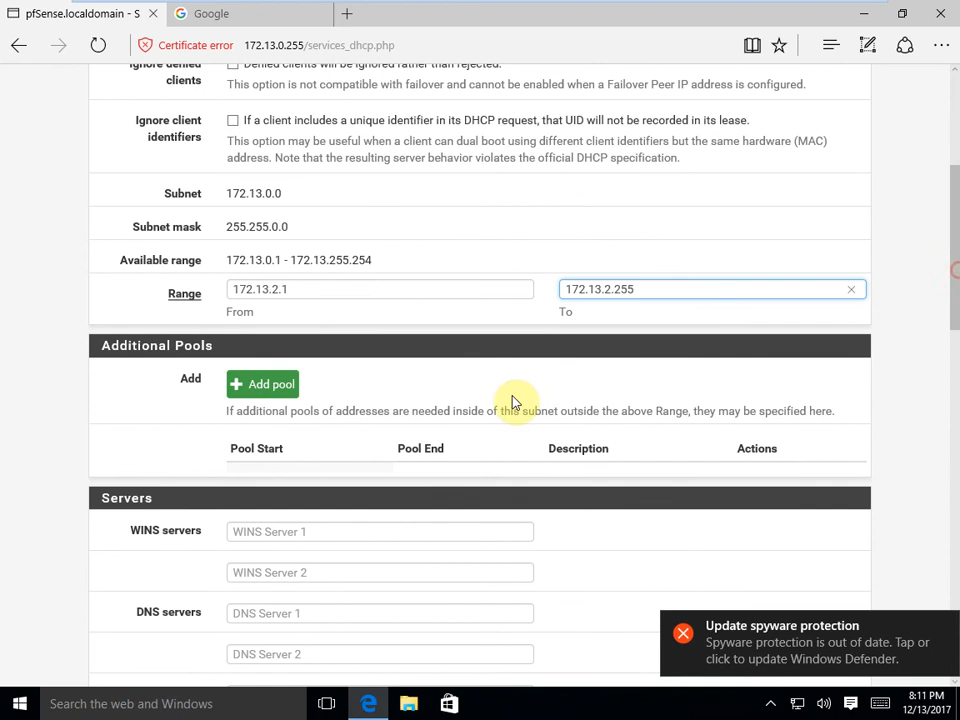 pfSense.localdomain - S
Google
Certificate error
172.13.0.255/services_dhcp.php
Ignore denied clients
Denied clients will be ignored rather than rejected.
This option is not compatible with failover and cannot be enabled when a Failover Peer IP address is configured.
Ignore client
identifiers
If a client includes a unique identifier in its DHCP request, that UID will not be recorded in its lease.
This option may be useful when a client can dual boot using different client identifiers but the same hardware (MAC)
address. Note that the resulting server behavior violates the official DHCP specification.
Subnet
172.13.0.0
Subnet mask
255.255.0.0
Available range
172.13.0.1 - 172.13.255.254
Range
172.13.2.1
172.13.2.255
From
To
Additional Pools
Add
Add pool
If additional pools of addresses are needed inside of this subnet outside the above Range, they may be specified here.
Pool Start
Pool End
Description
Actions
Servers
WINS servers
WINS Server 1
WINS Server 2
DNS servers
DNS Server 1
DNS Server 2
Update spyware protection
Spyware protection is out of date. Tap or
click to update Windows Defender.
Search the web and Windows
8:11 PM
12/13/2017